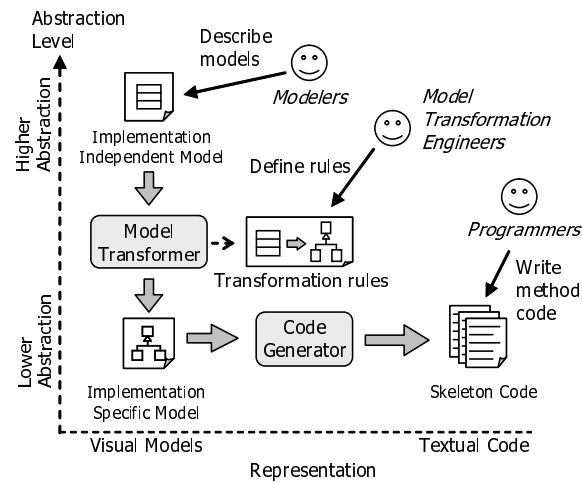 Abstraction
Level
Describe
models
Modelers
Model
Transformation
Engineers
Higher
Abstraction
Implementation
Independent Model
Define rules
Programmers
Model
Transformer
Transformation rules
Write
method
code
Lower
Abstraction
Code
Generator
Implementation
Specific Model
Skeleton Code
Visual Models
Textual Code
Representation